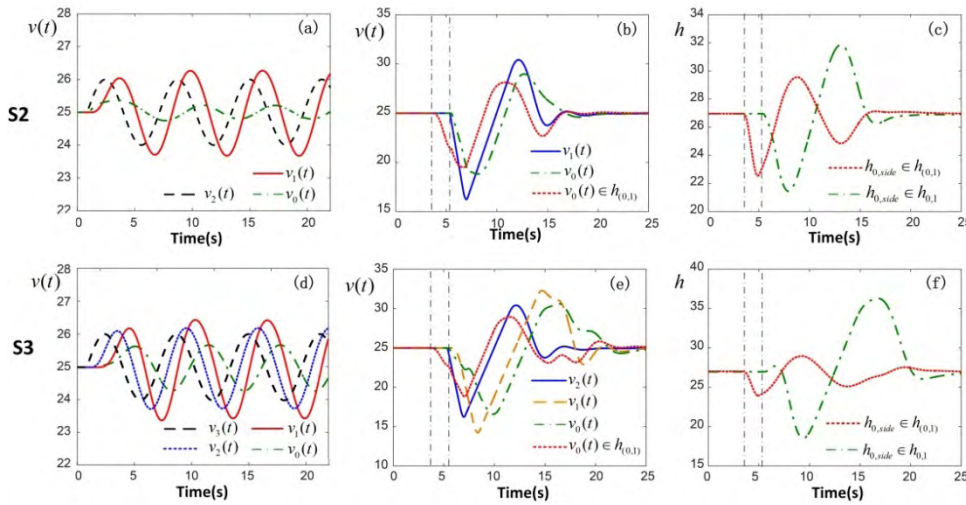 S2
v(t) (a)
28
27
26
25
24
23
22
0 5 10 15 20
v₂(t) v₁(t) v₀(t)
Time(s)
v(t) (b)
35
30
25
20
15
0 5 10 15 20 25
v₁(t)
v₀(t)
v₀(t) ∈ h₍₀,₁₎
Time(s)
h (c)
34
32
30
28
26
24
22
20
0 5 10 15 20 25
h₀,side ∈ h₍₀,₁₎
h₀,side ∈ h₀,₁
Time(s)
S3
v(t) (d)
28
26
25
24
22
0 5 10 15 20
v₃(t) v₁(t)
v₂(t) v₀(t)
Time(s)
v(t) (e)
35
30
25
20
15
10
0 5 10 15 20 25
v₂(t)
v₁(t)
v₀(t)
v₀(t) ∈ h₍₀,₁₎
Time(s)
h (f)
40
35
30
25
20
15
0 5 10 15 20 25
h₀,side ∈ h₍₀,₁₎
h₀,side ∈ h₀,₁
Time(s)